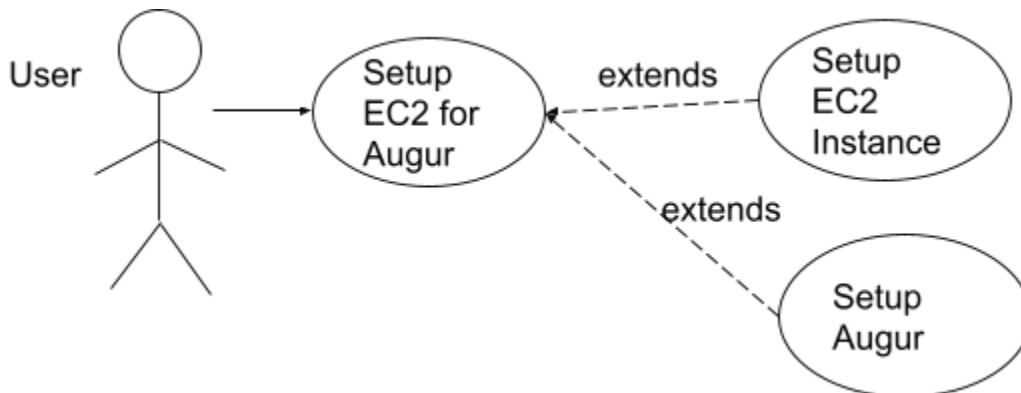 User
Setup
EC2 for
Augur
extends
Setup
EC2
Instance
extends
Setup
Augur